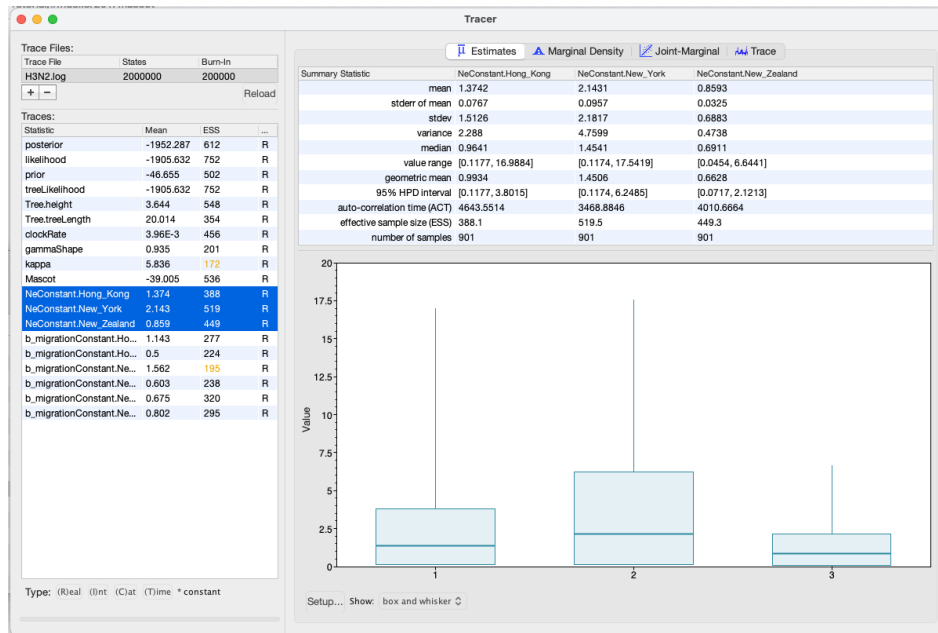 Tracer
Trace Files:
Trace File States Burn-In
H3N2.log 2000000 200000
+ − Reload
Traces:
Statistic Mean ESS ...
posterior -1952.287 612 R
likelihood -1905.632 752 R
prior -46.655 502 R
treeLikelihood -1905.632 752 R
Tree.height 3.644 548 R
Tree.treeLength 20.014 354 R
clockRate 3.96E-3 456 R
gammaShape 0.935 201 R
kappa 5.836 172 R
Mascot -39.005 536 R
NeConstant.Hong_Kong 1.374 388 R
NeConstant.New_York 2.143 519 R
NeConstant.New_Zealand 0.859 449 R
b_migrationConstant.Ho... 1.143 277 R
b_migrationConstant.Ho... 0.5 224 R
b_migrationConstant.Ne... 1.562 195 R
b_migrationConstant.Ne... 0.603 238 R
b_migrationConstant.Ne... 0.675 320 R
b_migrationConstant.Ne... 0.802 295 R
Type: (R)eal (I)nt (C)at (T)ime * constant
μ Estimates Marginal Density Joint-Marginal Trace
Summary Statistic NeConstant.Hong_Kong NeConstant.New_York NeConstant.New_Zealand
mean 1.3742 2.1431 0.8593
stderr of mean 0.0767 0.0957 0.0325
stdev 1.5126 2.1817 0.6883
variance 2.288 4.7599 0.4738
median 0.9641 1.4541 0.6911
value range [0.1177, 16.9884] [0.1174, 17.5419] [0.0454, 6.6441]
geometric mean 0.9934 1.4506 0.6628
95% HPD interval [0.1177, 3.8015] [0.1174, 6.2485] [0.0717, 2.1213]
auto-correlation time (ACT) 4643.5514 3468.8846 4010.6664
effective sample size (ESS) 388.1 519.5 449.3
number of samples 901 901 901
20
17.5
15
12.5
10
7.5
5
2.5
0
Value
1 2 3
Setup... Show: box and whisker